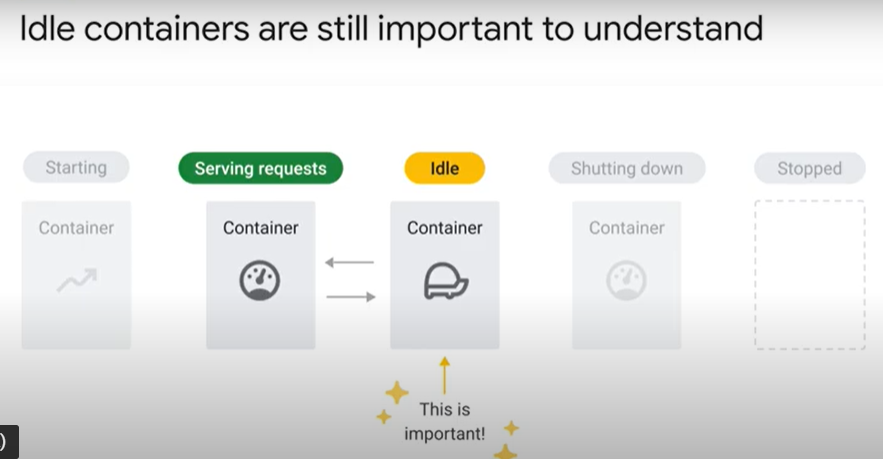 Idle containers are still important to understand
Starting
Serving requests
Idle
Shutting down
Stopped
Container
Container
Container
Container
This is
important!
)